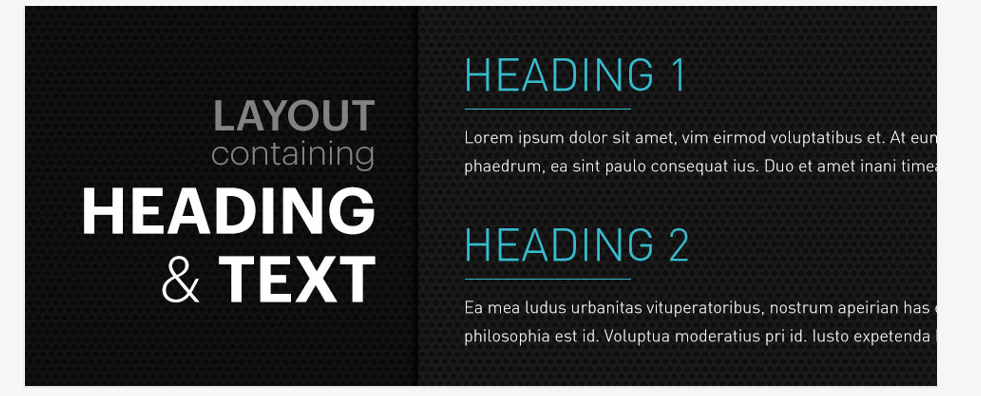 LAYOUT
containing
HEADING
& TEXT
HEADING 1
Lorem ipsum dolor sit amet, vim eirmod voluptatibus et. At
phaedrum, ea sint paulo consequat ius. Duo et amet inani
HEADING 2
Ea mea ludus urbanitas vituperatoribus, nostrum apeirian has
philosophia est id. Voluptua moderatius pri id. Iusto expetenda